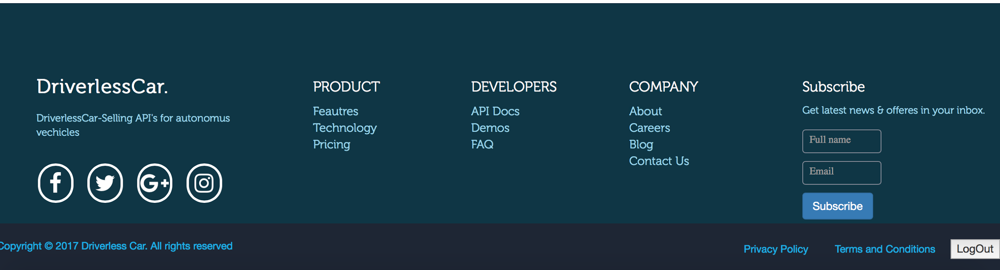 DriverlessCar.
DriverlessCar-Selling API's for autonomus
vechicles
PRODUCT
Feautres
Technology
Pricing
DEVELOPERS
API Docs
Demos
FAQ
COMPANY
About
Careers
Blog
Contact Us
Subscribe
Get latest news & offeres in your inbox.
Full name
Email
Subscribe
Copyright © 2017 Driverless Car. All rights reserved
Privacy Policy
Terms and Conditions
LogOut